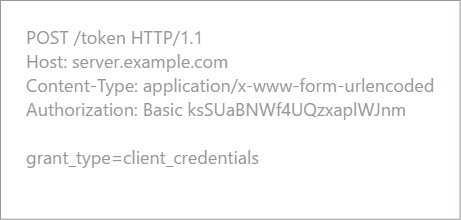 POST /token HTTP/1.1
Host: server.example.com
Content-Type: application/x-www-form-urlencoded
Authorization: Basic ksSUaBNWf4UQzxaplWJnm
grant_type=client_credentials